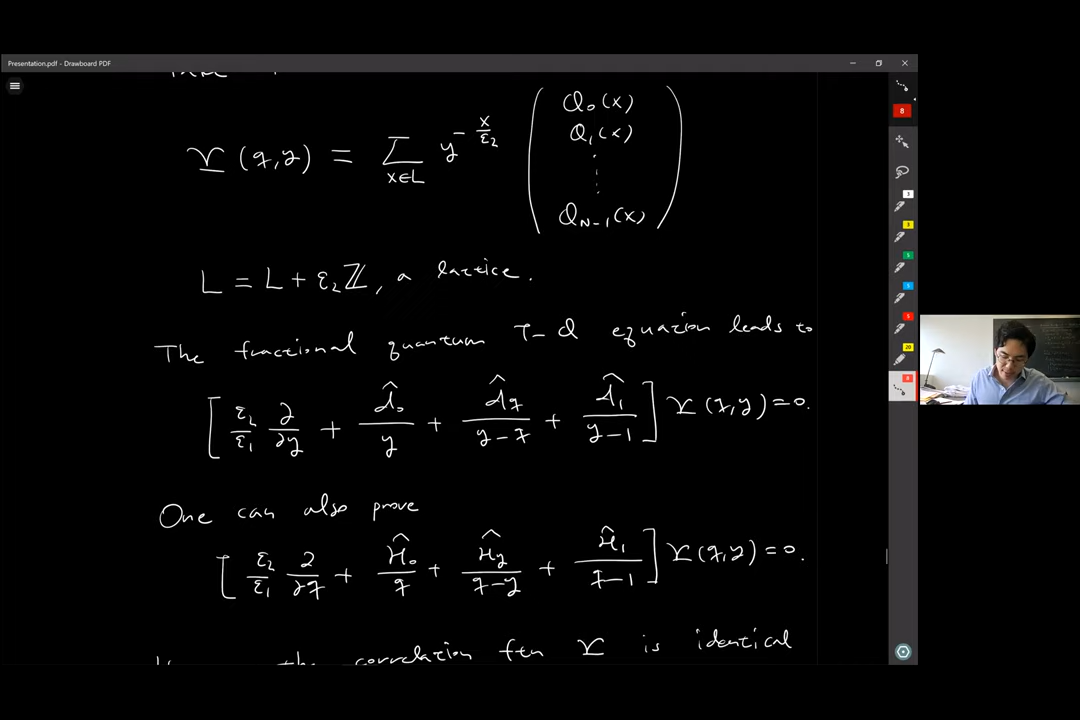 Presentation.pdf - Drawboard PDF
8
Υ (q,y) = Σ_{x∈L} y^{-x/ε₂} ( Q₀(x) Q₁(x) ⋮ Q_{N-1}(x) )
L = L + ε₂ℤ, a lattice.
The fractional quantum T-Q equation leads to
[ ε₂/ε₁ ∂/∂y + Â₀/y + Â_q/(y-q) + Â₁/(y-1) ] Υ (q,y) = 0.
One can also prove
[ ε₂/ε₁ ∂/∂q + Ĥ₀/q + Ĥ_y/(q-y) + Ĥ₁/(q-1) ] Υ (q,y) = 0.
the correlation ftn Υ is identical